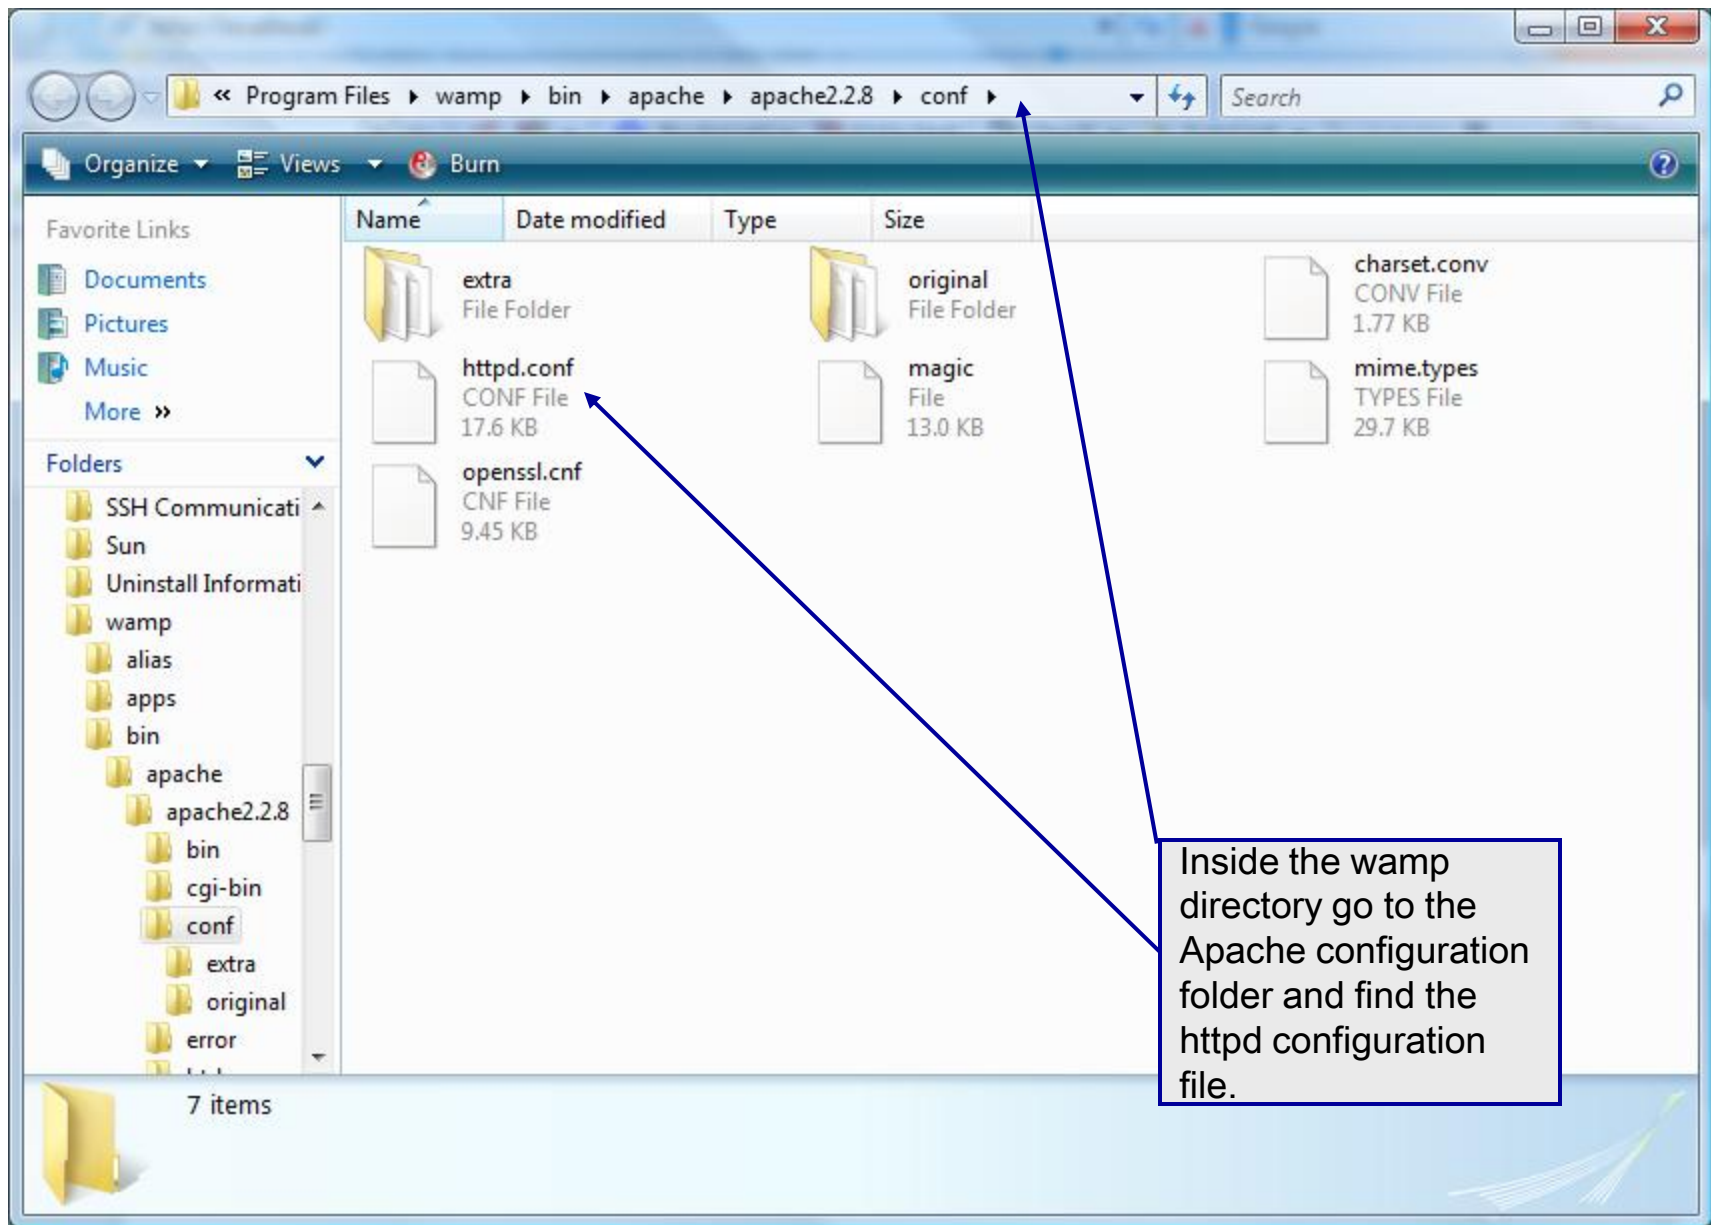 « Program Files ▸ wamp ▸ bin ▸ apache ▸ apache2.2.8 ▸ conf ▸
Search
Organize
Views
Burn
Favorite Links
Documents
Pictures
Music
More »
Folders
SSH Communicati
Sun
Uninstall Informati
wamp
alias
apps
bin
apache
apache2.2.8
bin
cgi-bin
conf
extra
original
error
Name Date modified Type Size
extra
File Folder
original
File Folder
charset.conv
CONV File
1.77 KB
httpd.conf
CONF File
17.6 KB
magic
File
13.0 KB
mime.types
TYPES File
29.7 KB
openssl.cnf
CNF File
9.45 KB
Inside the wamp
directory go to the
Apache configuration
folder and find the
httpd configuration
file.
7 items